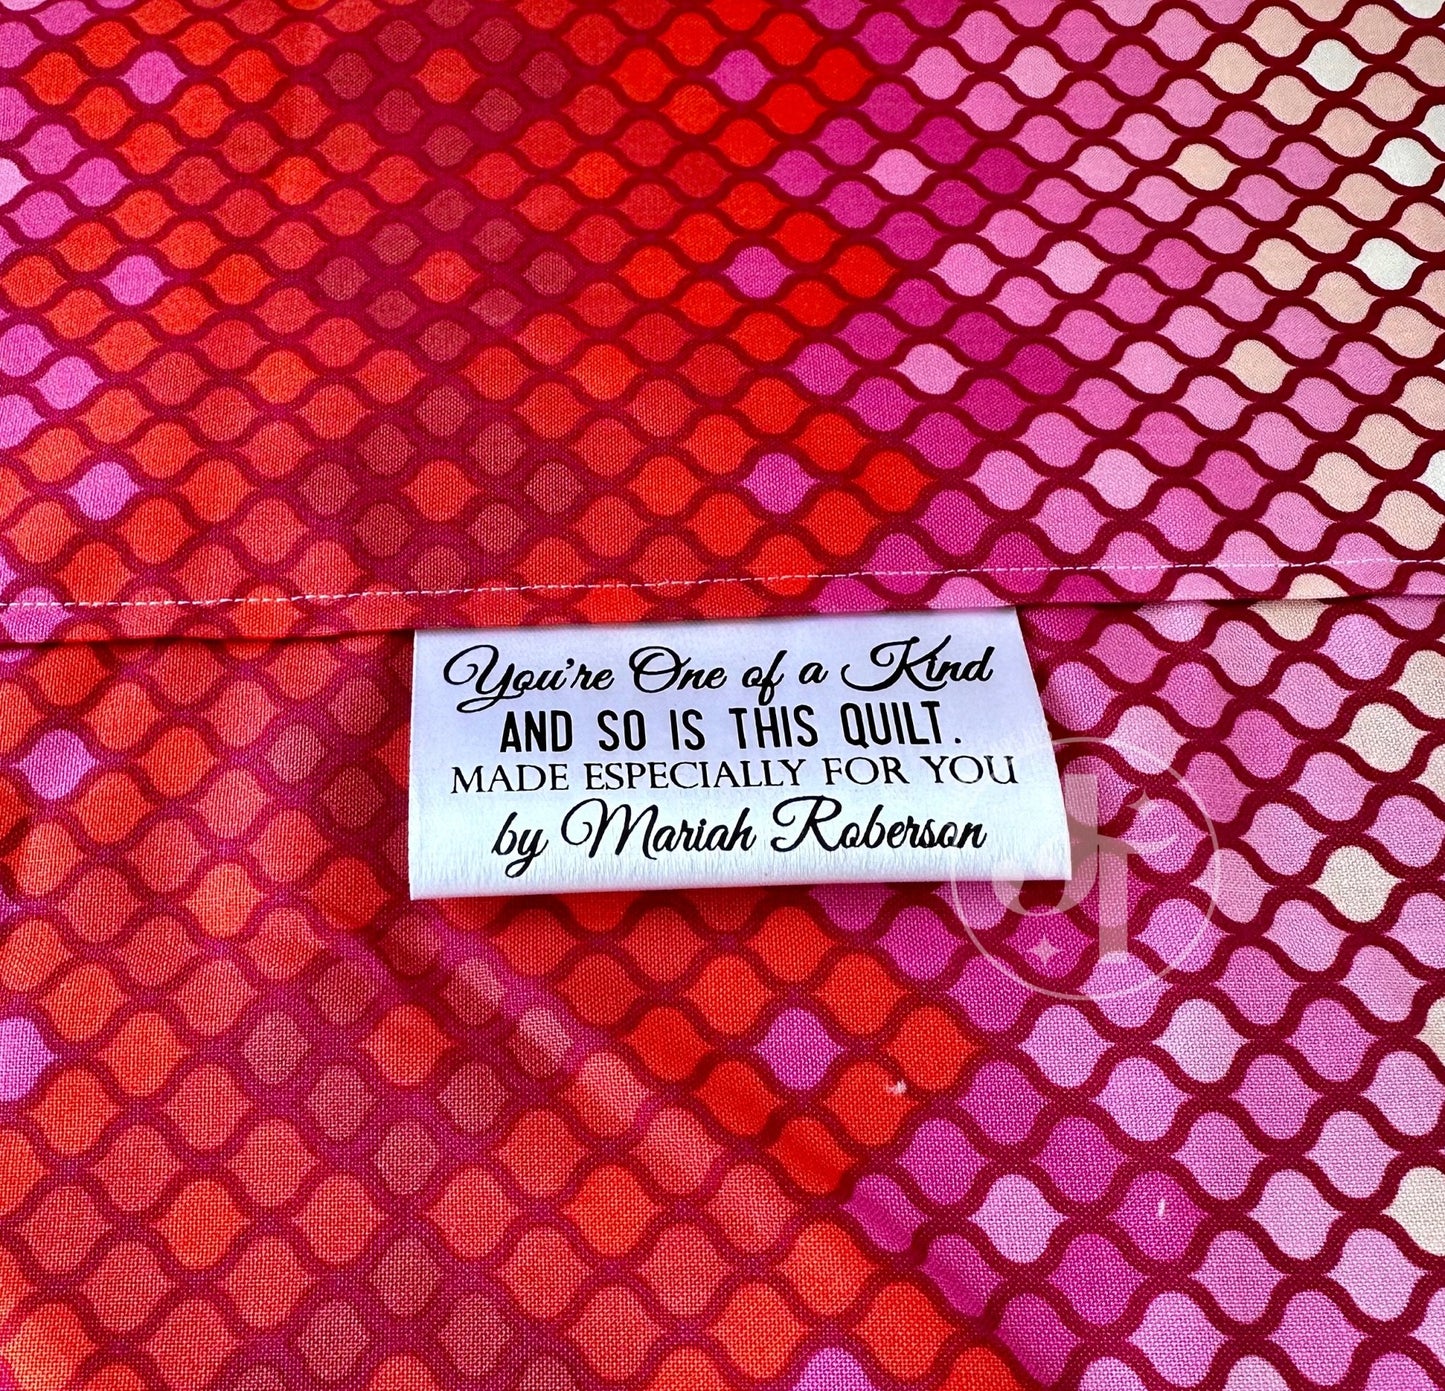 You're One of a Kind
AND SO IS THIS QUILT.
MADE ESPECIALLY FOR YOU
by Mariah Roberson